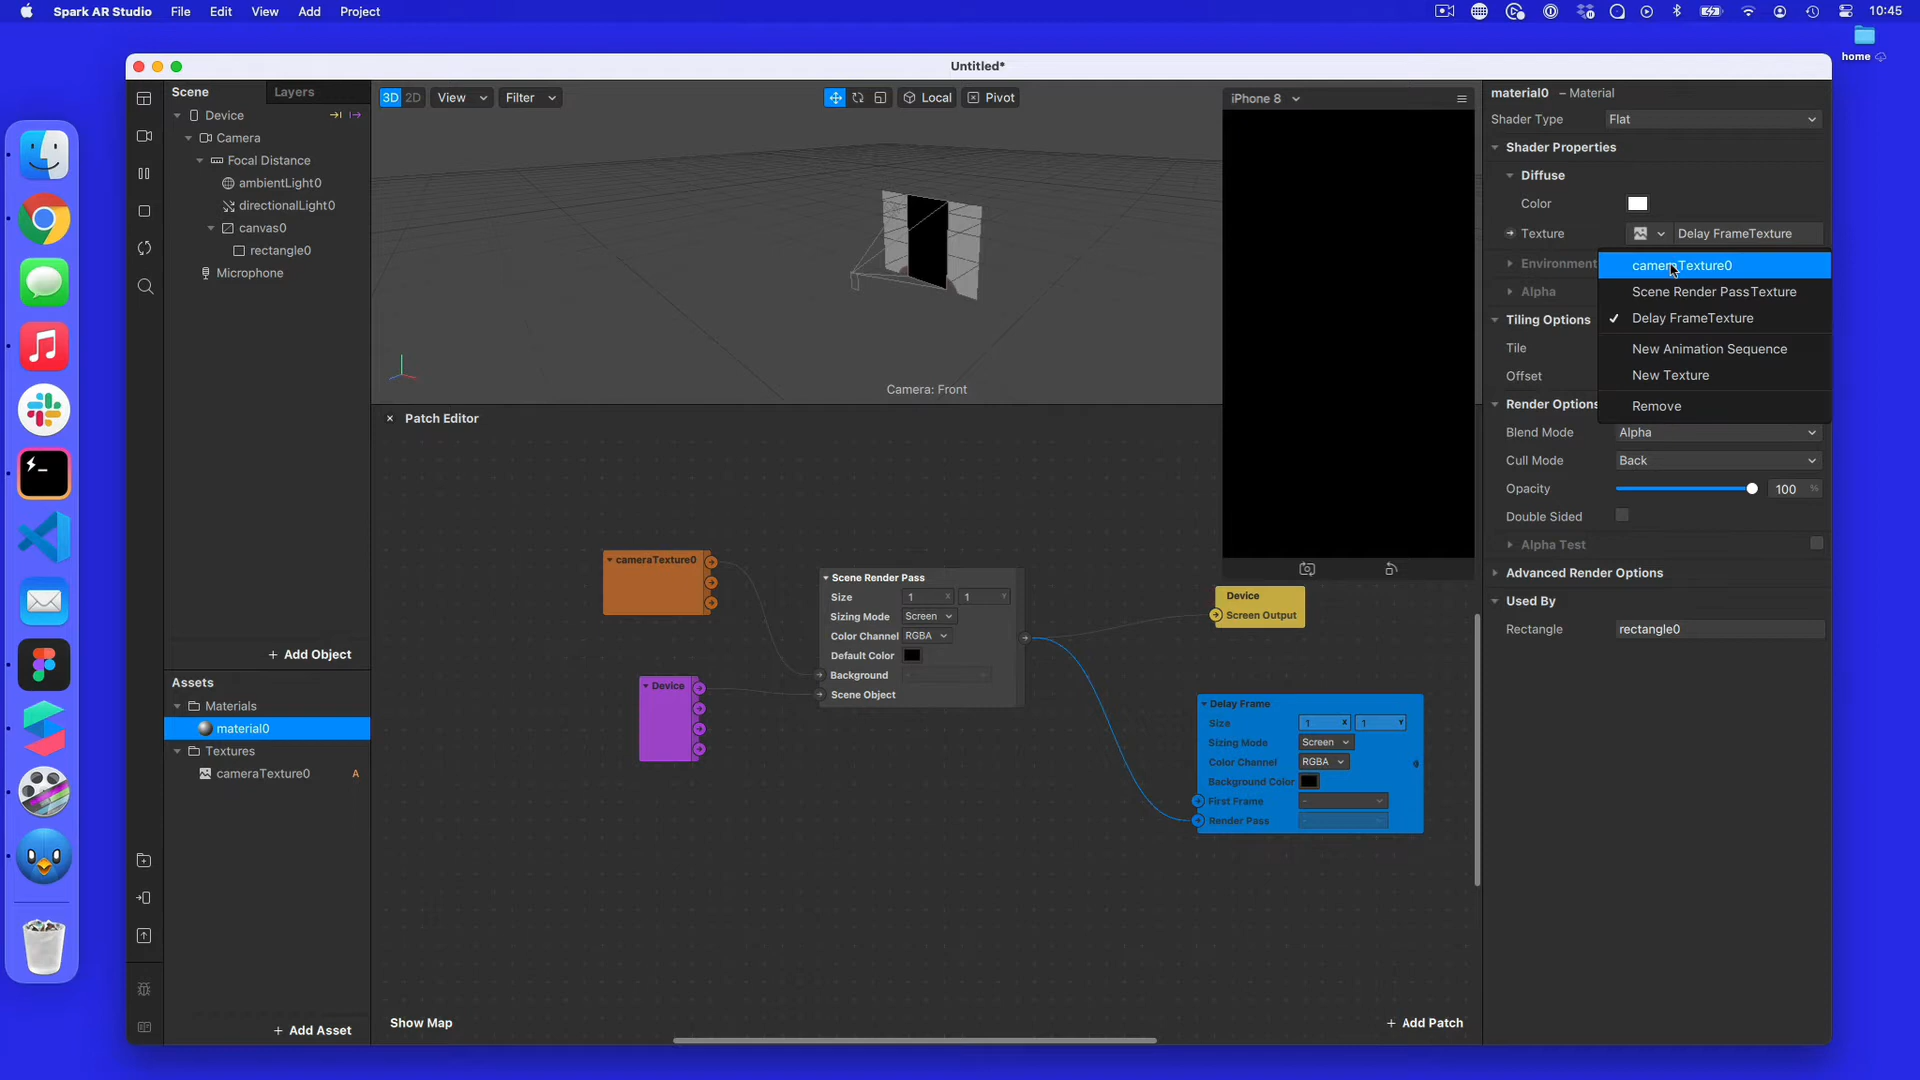 Spark AR Studio File Edit View Add Project 10:45
home
Untitled*
Scene Layers
Device
Camera
Focal Distance
ambientLight0
directionalLight0
canvas0
rectangle0
Microphone
+ Add Object
Assets
Materials
material0
Textures
cameraTexture0 A
+ Add Asset
3D 2D View Filter Local Pivot
Camera: Front
iPhone 8
× Patch Editor
cameraTexture0
Device
Scene Render Pass
Size 1 X 1 Y
Sizing Mode Screen
Color Channel RGBA
Default Color
Background -
Scene Object
Device
Screen Output
Delay Frame
Size 1 X 1 Y
Sizing Mode Screen
Color Channel RGBA
Background Color
First Frame -
Render Pass -
Show Map
+ Add Patch
material0 – Material
Shader Type Flat
Shader Properties
Diffuse
Color
Texture Delay FrameTexture
Environment
Alpha
Tiling Options
Tile
Offset
Render Options
cameraTexture0
Scene Render PassTexture
✓ Delay FrameTexture
New Animation Sequence
New Texture
Remove
Blend Mode Alpha
Cull Mode Back
Opacity 100 %
Double Sided
Alpha Test
Advanced Render Options
Used By
Rectangle rectangle0